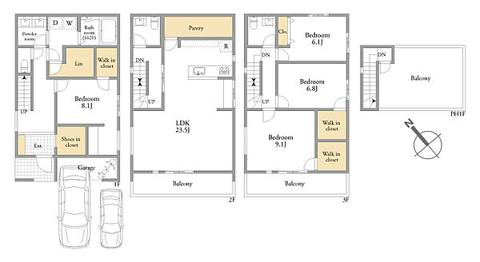 Powder room
D W
Bath room (1620)
Lin
Walk in closet
Bedroom 8.1J
UP
Ent.
Shoes in closet
Garage
1F
Pantry
R
DN
UP
LDK 23.5J
Balcony
2F
Clo.
Bedroom 6.1J
DN
Bedroom 6.8J
UP
Bedroom 9.1J
Walk in closet
Walk in closet
Balcony
3F
DN
Balcony
PH1F
N